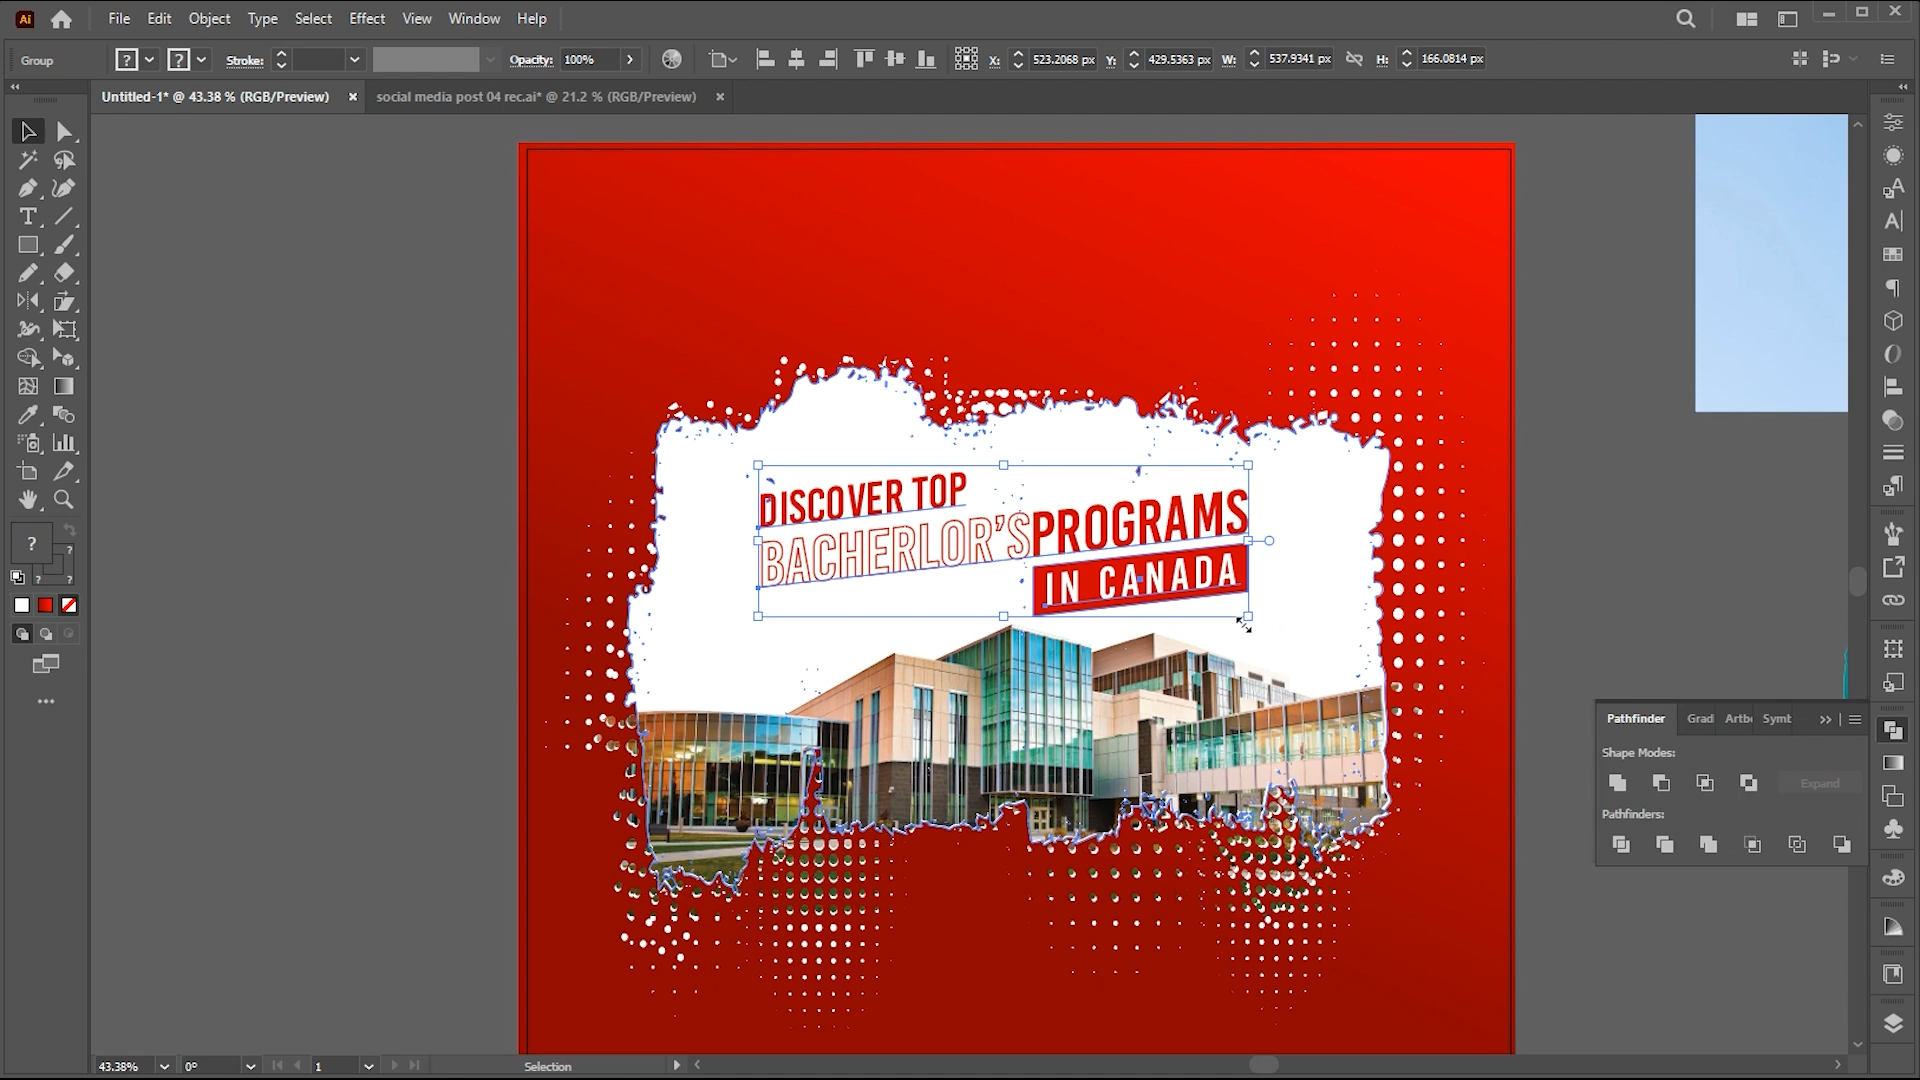 Ai File Edit Object Type Select Effect View Window Help
Group ? ? Stroke: Opacity: 100% X: 523.2068 px Y: 429.5363 px W: 537.9341 px H: 166.0814 px
Untitled-1* @ 43.38 % (RGB/Preview) × social media post 04 rec.ai* @ 21.2 % (RGB/Preview) ×
DISCOVER TOP
BACHERLOR'S PROGRAMS
IN CANADA
?
?
? ?
Pathfinder Grad Artb Symt
Shape Modes:
Expand
Pathfinders:
43.38% 0° 1 Selection